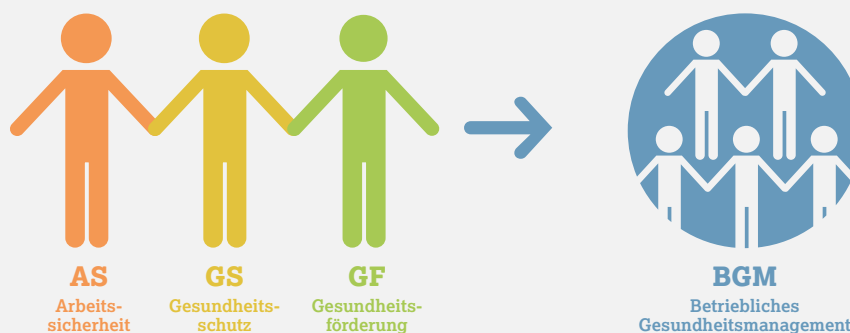 AS
Arbeits-
sicherheit
GS
Gesundheits-
schutz
GF
Gesundheits-
förderung
BGM
Betriebliches
Gesundheitsmanagement